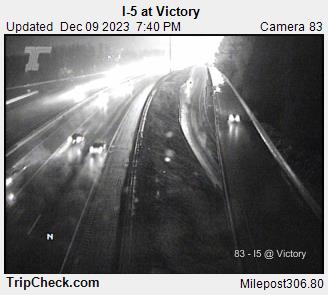 I-5 at Victory
Updated Dec 09 2023 7:40 PM Camera 83
T
N
83 - I5 @ Victory
TripCheck.com Milepost306.80